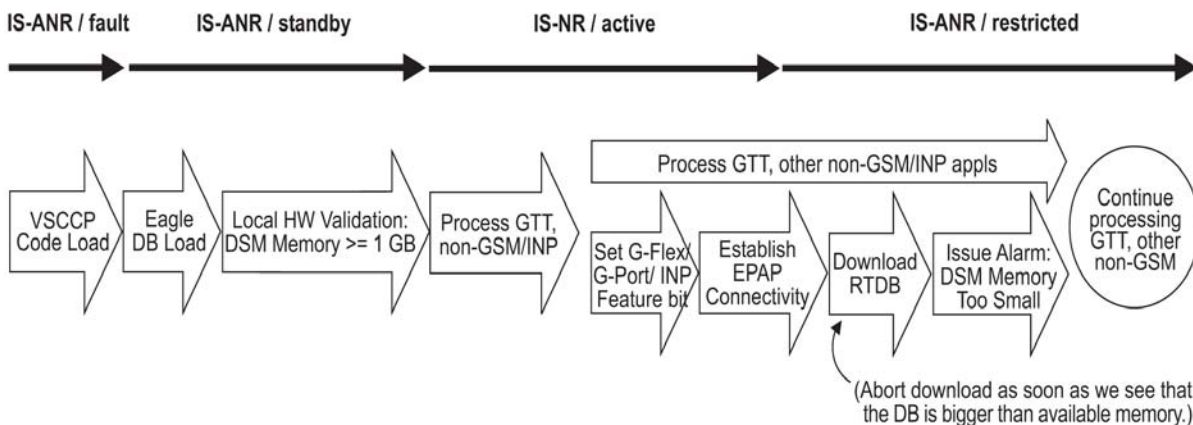 IS-ANR / fault
IS-ANR / standby
IS-NR / active
IS-ANR / restricted
Process GTT, other non-GSM/INP appls
VSCCP
Code Load
Eagle
DB Load
Local HW Validation:
DSM Memory >= 1 GB
Process GTT,
non-GSM/INP
Set G-Flex/
G-Port/ INP
Feature bit
Establish
EPAP
Connectivity
Download
RTDB
Issue Alarm:
DSM Memory
Too Small
Continue
processing
GTT, other
non-GSM
(Abort download as soon as we see that
the DB is bigger than available memory.)